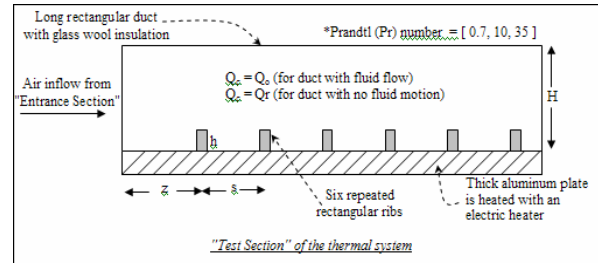 Long rectangular duct
with glass wool insulation
*Prandtl (Pr) number = [ 0.7, 10, 35 ]
Air inflow from
"Entrance Section"
Qc = Qo (for duct with fluid flow)
Qc = Qr (for duct with no fluid motion)
H
h
z
s
Six repeated
rectangular ribs
Thick aluminum plate
is heated with an
electric heater
"Test Section" of the thermal system